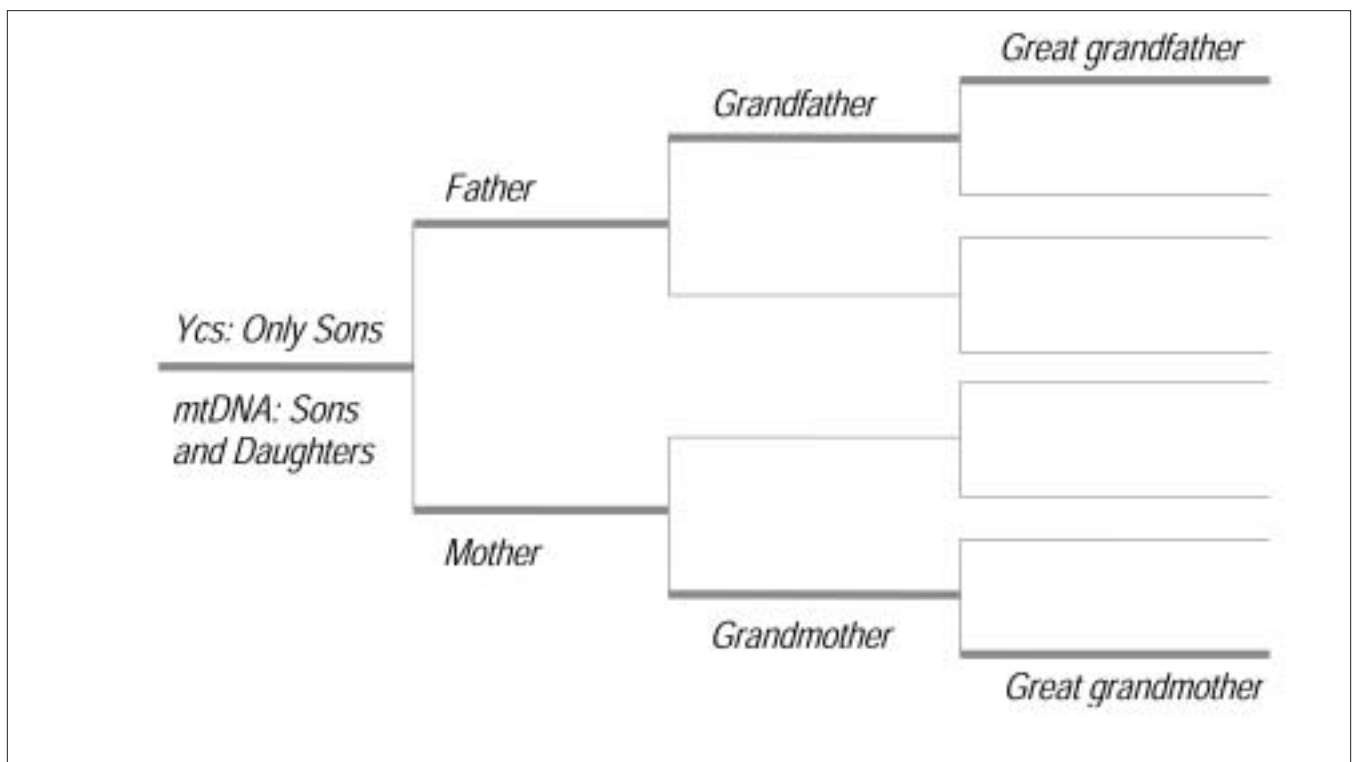 Great grandfather
Grandfather
Father
Ycs: Only Sons
mtDNA: Sons
and Daughters
Mother
Grandmother
Great grandmother